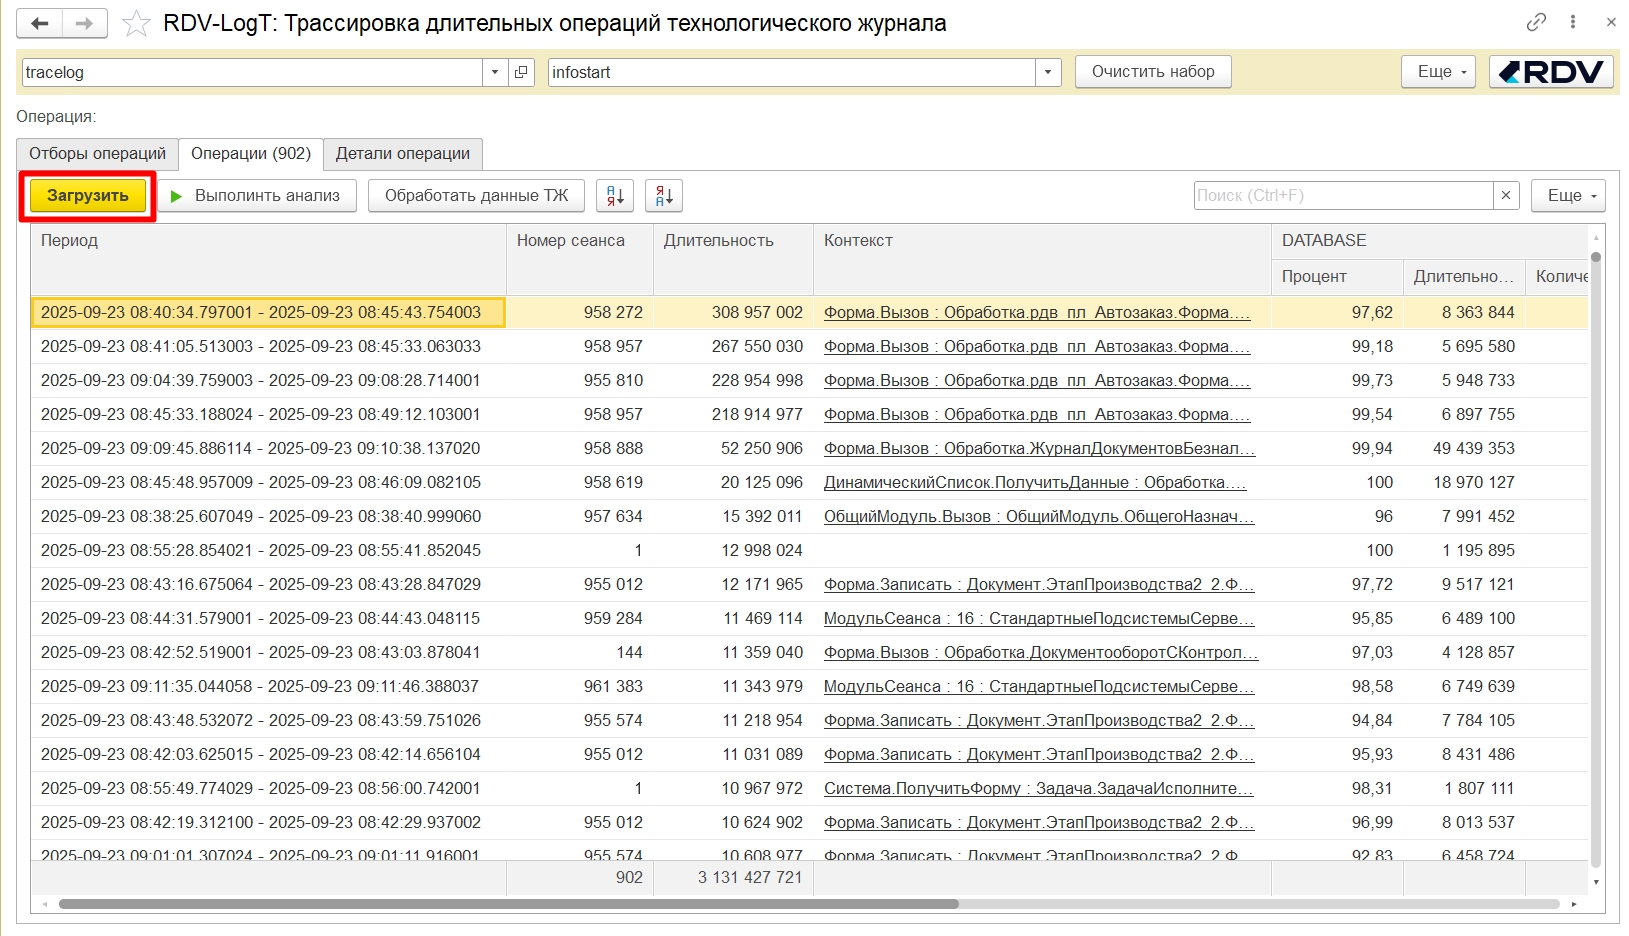 RDV-LogT: Трассировка длительных операций технологического журнала
tracelog infostart Очистить набор Еще RDV
Операция:
Отборы операций Операции (902) Детали операции
Загрузить Выполинть анализ Обработать данные ТЖ Поиск (Ctrl+F) × Еще
Период Номер сеанса Длительность Контекст DATABASE
Процент Длительно... Количе
2025-09-23 08:40:34.797001 - 2025-09-23 08:45:43.754003 958 272 308 957 002 Форма.Вызов : Обработка.рдв_пл_Автозаказ.Форма.... 97,62 8 363 844
2025-09-23 08:41:05.513003 - 2025-09-23 08:45:33.063033 958 957 267 550 030 Форма.Вызов : Обработка.рдв_пл_Автозаказ.Форма.... 99,18 5 695 580
2025-09-23 09:04:39.759003 - 2025-09-23 09:08:28.714001 955 810 228 954 998 Форма.Вызов : Обработка.рдв_пл_Автозаказ.Форма.... 99,73 5 948 733
2025-09-23 08:45:33.188024 - 2025-09-23 08:49:12.103001 958 957 218 914 977 Форма.Вызов : Обработка.рдв_пл_Автозаказ.Форма.... 99,54 6 897 755
2025-09-23 09:09:45.886114 - 2025-09-23 09:10:38.137020 958 888 52 250 906 Форма.Вызов : Обработка.ЖурналДокументовБезнал... 99,94 49 439 353
2025-09-23 08:45:48.957009 - 2025-09-23 08:46:09.082105 958 619 20 125 096 ДинамическийСписок.ПолучитьДанные : Обработка.... 100 18 970 127
2025-09-23 08:38:25.607049 - 2025-09-23 08:38:40.999060 957 634 15 392 011 ОбщийМодуль.Вызов : ОбщийМодуль.ОбщегоНазнач... 96 7 991 452
2025-09-23 08:55:28.854021 - 2025-09-23 08:55:41.852045 1 12 998 024 100 1 195 895
2025-09-23 08:43:16.675064 - 2025-09-23 08:43:28.847029 955 012 12 171 965 Форма.Записать : Документ.ЭтапПроизводства2_2.Ф... 97,72 9 517 121
2025-09-23 08:44:31.579001 - 2025-09-23 08:44:43.048115 959 284 11 469 114 МодульСеанса : 16 : СтандартныеПодсистемыСерве... 95,85 6 489 100
2025-09-23 08:42:52.519001 - 2025-09-23 08:43:03.878041 144 11 359 040 Форма.Вызов : Обработка.ДокументооборотСКонтрол... 97,03 4 128 857
2025-09-23 09:11:35.044058 - 2025-09-23 09:11:46.388037 961 383 11 343 979 МодульСеанса : 16 : СтандартныеПодсистемыСерве... 98,58 6 749 639
2025-09-23 08:43:48.532072 - 2025-09-23 08:43:59.751026 955 574 11 218 954 Форма.Записать : Документ.ЭтапПроизводства2_2.Ф... 94,84 7 784 105
2025-09-23 08:42:03.625015 - 2025-09-23 08:42:14.656104 955 012 11 031 089 Форма.Записать : Документ.ЭтапПроизводства2_2.Ф... 95,93 8 431 486
2025-09-23 08:55:49.774029 - 2025-09-23 08:56:00.742001 1 10 967 972 Система.ПолучитьФорму : Задача.ЗадачаИсполните... 98,31 1 807 111
2025-09-23 08:42:19.312100 - 2025-09-23 08:42:29.937002 955 012 10 624 902 Форма.Записать : Документ.ЭтапПроизводства2_2.Ф... 96,99 8 013 537
2025-09-23 09:01:01.307024 - 2025-09-23 09:01:11.916001 955 574 10 608 977 Форма.Записать : Документ.ЭтапПроизводства2_2.Ф 92,83 6 458 724
902 3 131 427 721